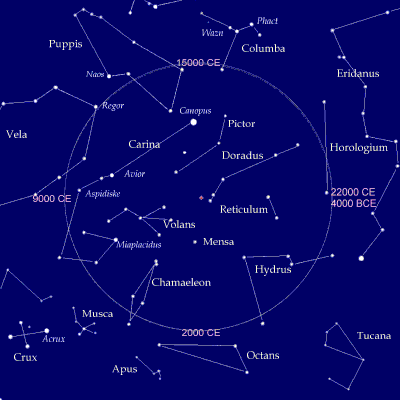 Phact
Wazn
Puppis
Columba
15000 CE
Naos
Eridanus
Regor
Canopus
Pictor
Vela
Carina
Doradus
Horologium
Avior
Aspidiske
9000 CE
22000 CE
4000 BCE
Reticulum
Volans
Miaplacidus
Mensa
Hydrus
Chamaeleon
Musca
2000 CE
Acrux
Tucana
Crux
Octans
Apus